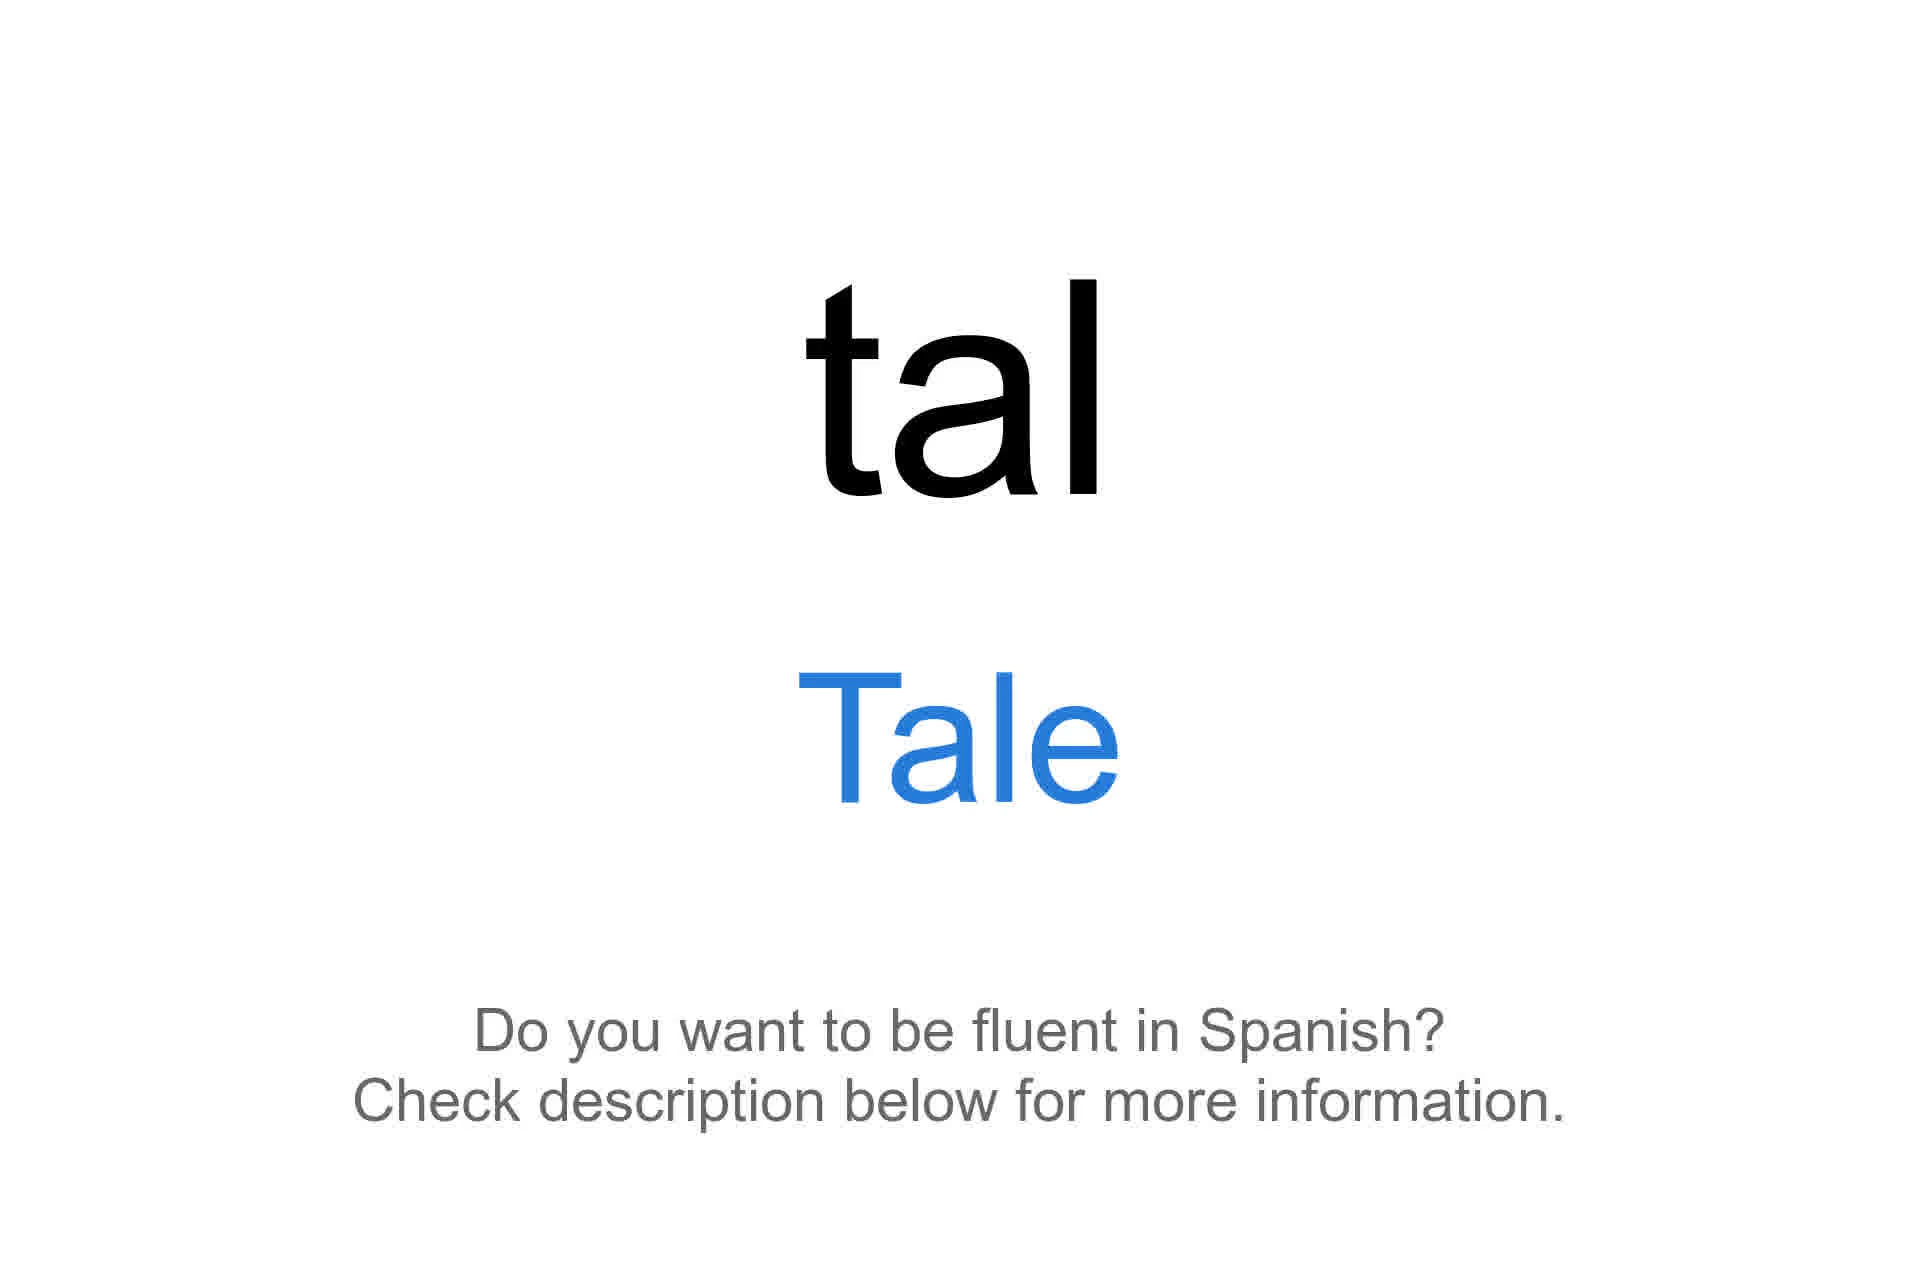 tal
Tale
Do you want to be fluent in Spanish?
Check description below for more information.